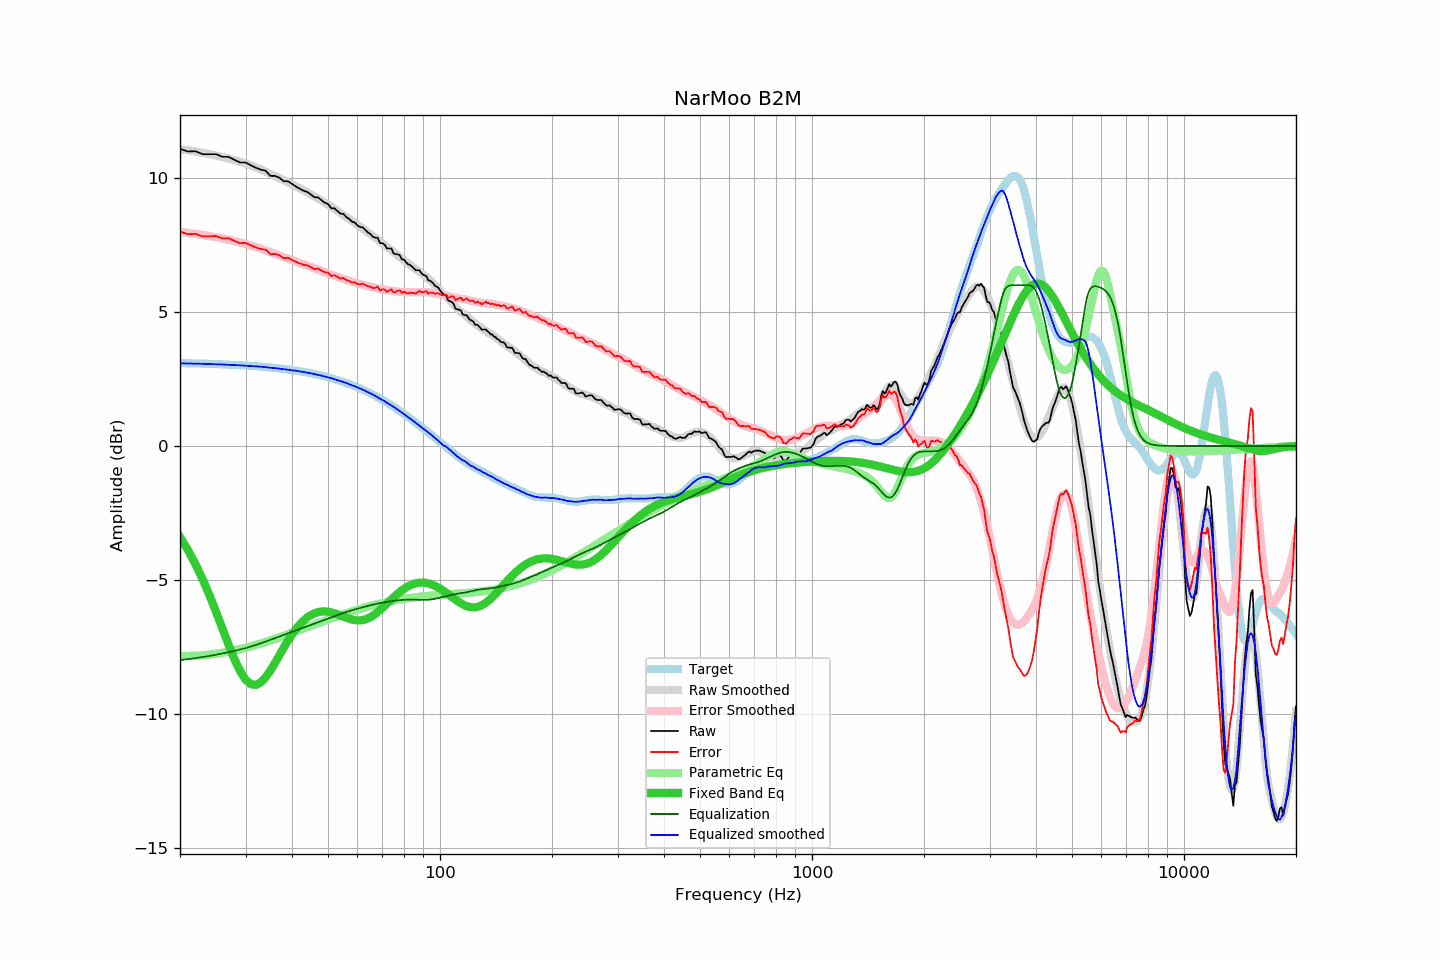 NarMoo B2M
Amplitude (dBr)
10
5
0
−5
−10
−15
100
1000
10000
Frequency (Hz)
Target
Raw Smoothed
Error Smoothed
Raw
Error
Parametric Eq
Fixed Band Eq
Equalization
Equalized smoothed